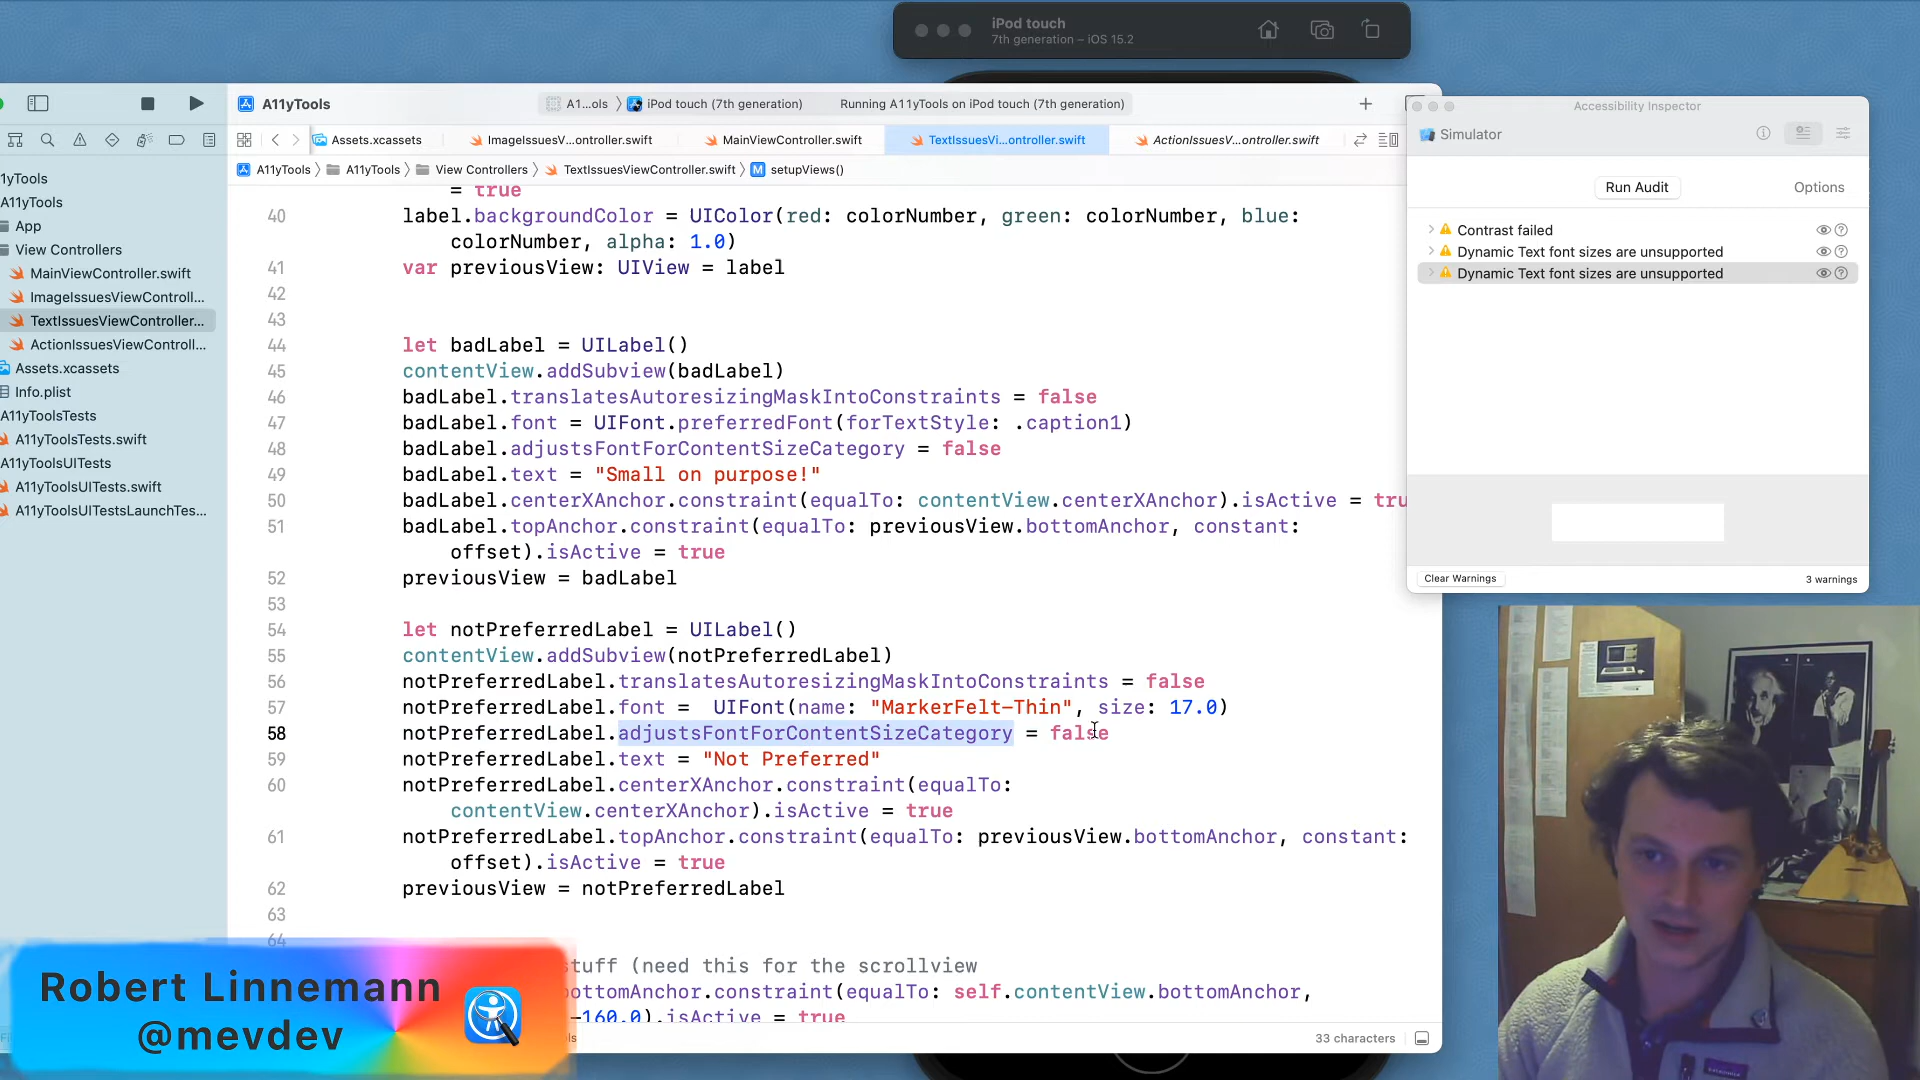 iPod touch
7th generation – iOS 15.2
A11yTools
A1...ols
iPod touch (7th generation)
Running A11yTools on iPod touch (7th generation)
Assets.xcassets
ImageIssuesV...ontroller.swift
MainViewController.swift
TextIssuesVi...ontroller.swift
ActionIssuesV...ontroller.swift
A11yTools
A11yTools
View Controllers
TextIssuesViewController.swift
M
setupViews()
1yTools
A11yTools
App
View Controllers
MainViewController.swift
ImageIssuesViewControll...
TextIssuesViewController...
ActionIssuesViewControll...
Assets.xcassets
Info.plist
A11yToolsTests
A11yToolsTests.swift
A11yToolsUITests
A11yToolsUITests.swift
A11yToolsUITestsLaunchTes...
= true
40 label.backgroundColor = UIColor(red: colorNumber, green: colorNumber, blue:
colorNumber, alpha: 1.0)
41 var previousView: UIView = label
42
43
44 let badLabel = UILabel()
45 contentView.addSubview(badLabel)
46 badLabel.translatesAutoresizingMaskIntoConstraints = false
47 badLabel.font = UIFont.preferredFont(forTextStyle: .caption1)
48 badLabel.adjustsFontForContentSizeCategory = false
49 badLabel.text = "Small on purpose!"
50 badLabel.centerXAnchor.constraint(equalTo: contentView.centerXAnchor).isActive = tru
51 badLabel.topAnchor.constraint(equalTo: previousView.bottomAnchor, constant:
offset).isActive = true
52 previousView = badLabel
53
54 let notPreferredLabel = UILabel()
55 contentView.addSubview(notPreferredLabel)
56 notPreferredLabel.translatesAutoresizingMaskIntoConstraints = false
57 notPreferredLabel.font =  UIFont(name: "MarkerFelt-Thin", size: 17.0)
58 notPreferredLabel.adjustsFontForContentSizeCategory = false
59 notPreferredLabel.text = "Not Preferred"
60 notPreferredLabel.centerXAnchor.constraint(equalTo:
contentView.centerXAnchor).isActive = true
61 notPreferredLabel.topAnchor.constraint(equalTo: previousView.bottomAnchor, constant:
offset).isActive = true
62 previousView = notPreferredLabel
63
64
stuff (need this for the scrollview
bottomAnchor.constraint(equalTo: self.contentView.bottomAnchor,
-160.0).isActive = true
33 characters
Accessibility Inspector
Simulator
Run Audit
Options
Contrast failed
Dynamic Text font sizes are unsupported
Dynamic Text font sizes are unsupported
Clear Warnings
3 warnings
Robert Linnemann
@mevdev